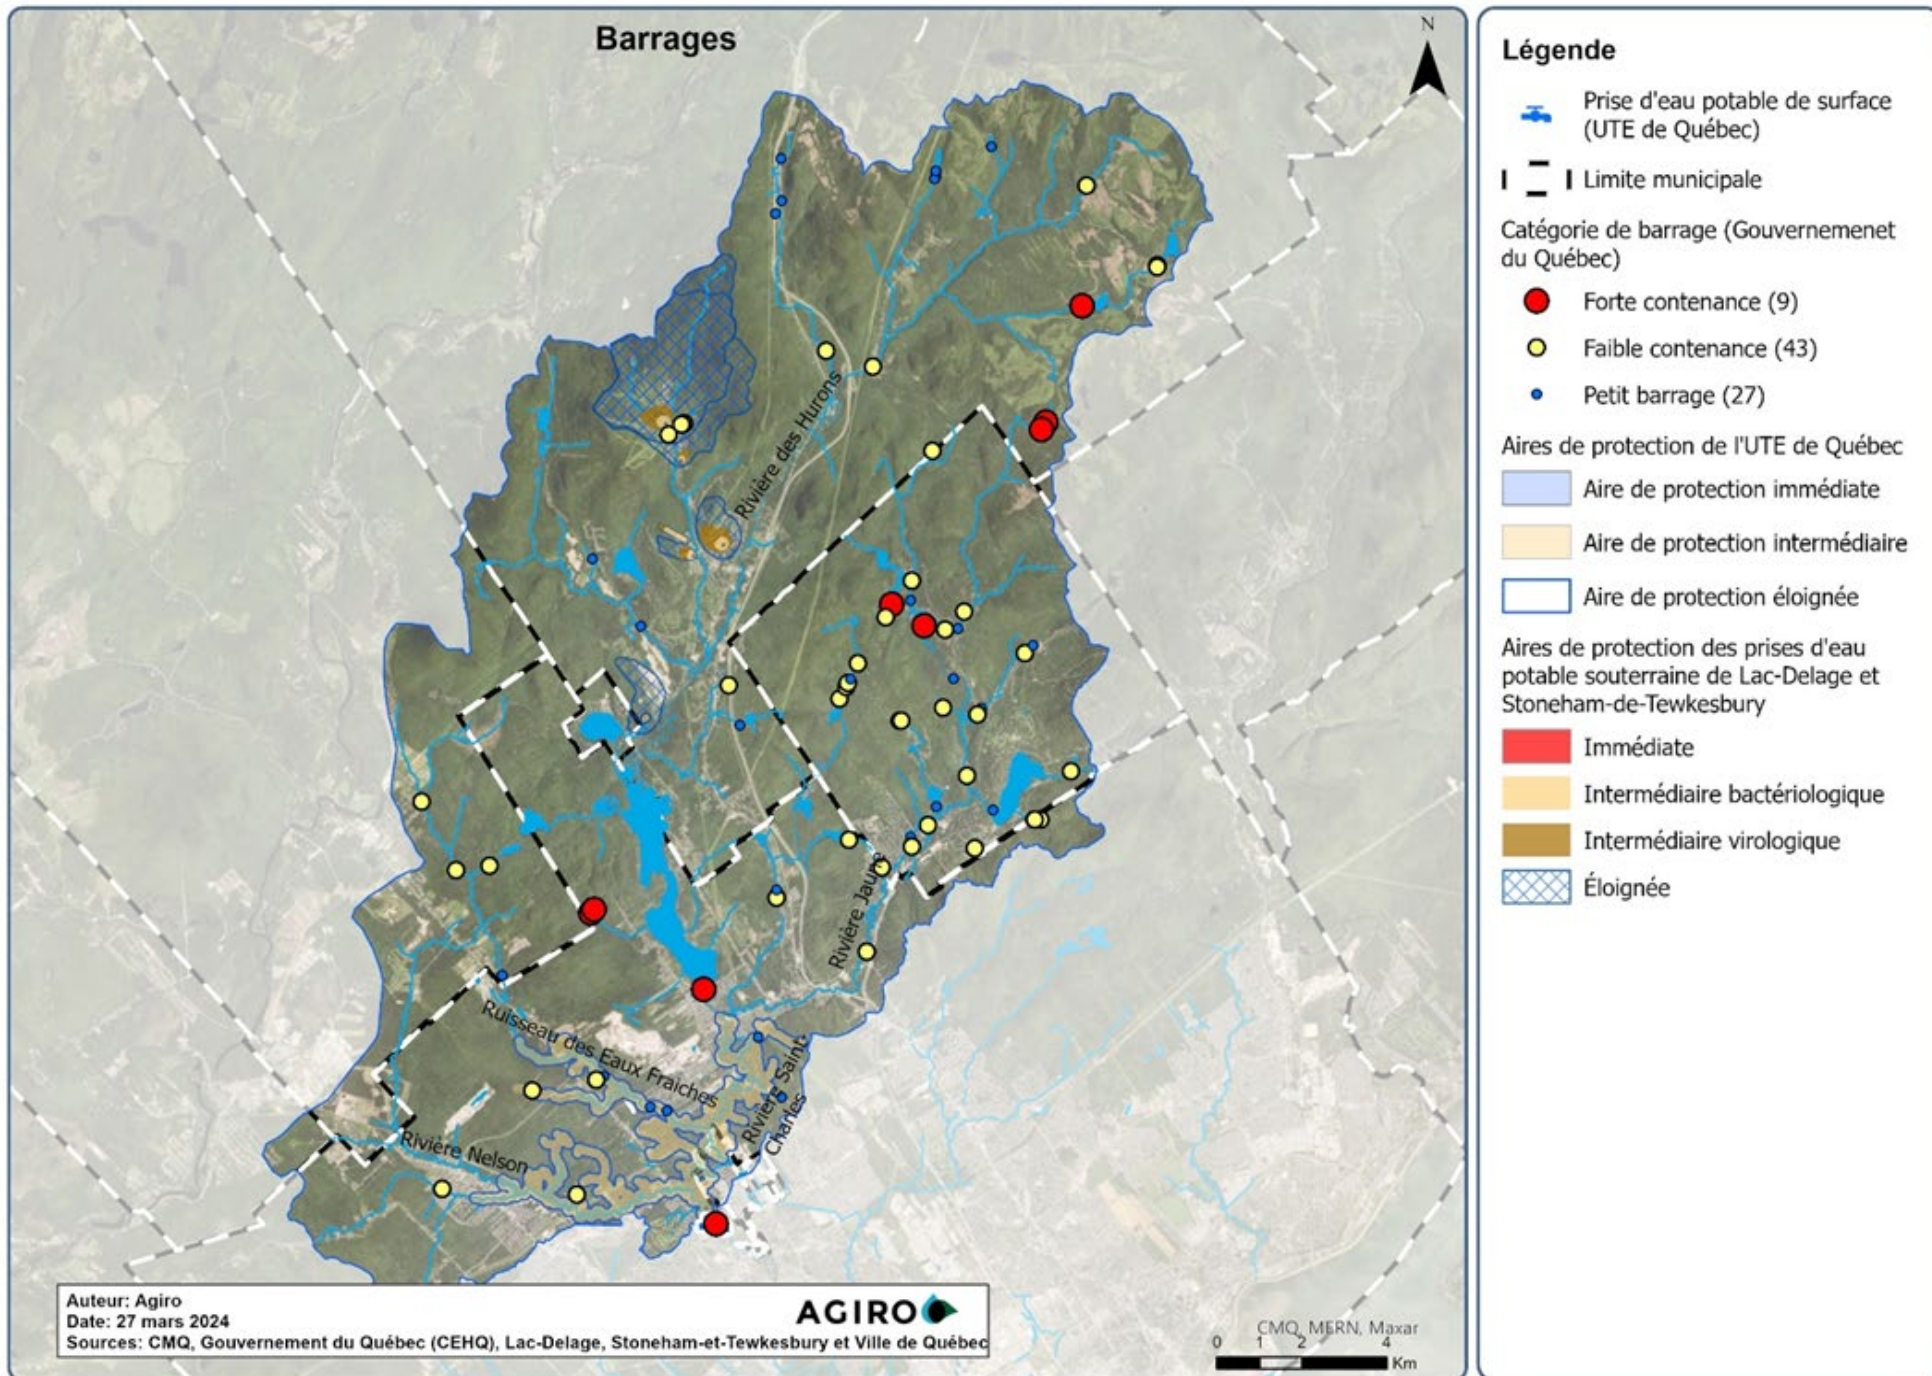 Barrages
N
Rivière des Hurons
Rivière Jaune
Ruisseau des Eaux Fraiches
Rivière Saint-
Charles
Rivière Nelson
Auteur: Agiro
Date: 27 mars 2024
Sources: CMQ, Gouvernement du Québec (CEHQ), Lac-Delage, Stoneham-et-Tewkesbury et Ville de Québec
AGIRO
CMQ, MERN, Maxar
0 1 2 4
Km
Légende
Prise d'eau potable de surface
(UTE de Québec)
Limite municipale
Catégorie de barrage (Gouvernemenet
du Québec)
Forte contenance (9)
Faible contenance (43)
Petit barrage (27)
Aires de protection de l'UTE de Québec
Aire de protection immédiate
Aire de protection intermédiaire
Aire de protection éloignée
Aires de protection des prises d'eau
potable souterraine de Lac-Delage et
Stoneham-de-Tewkesbury
Immédiate
Intermédiaire bactériologique
Intermédiaire virologique
Éloignée